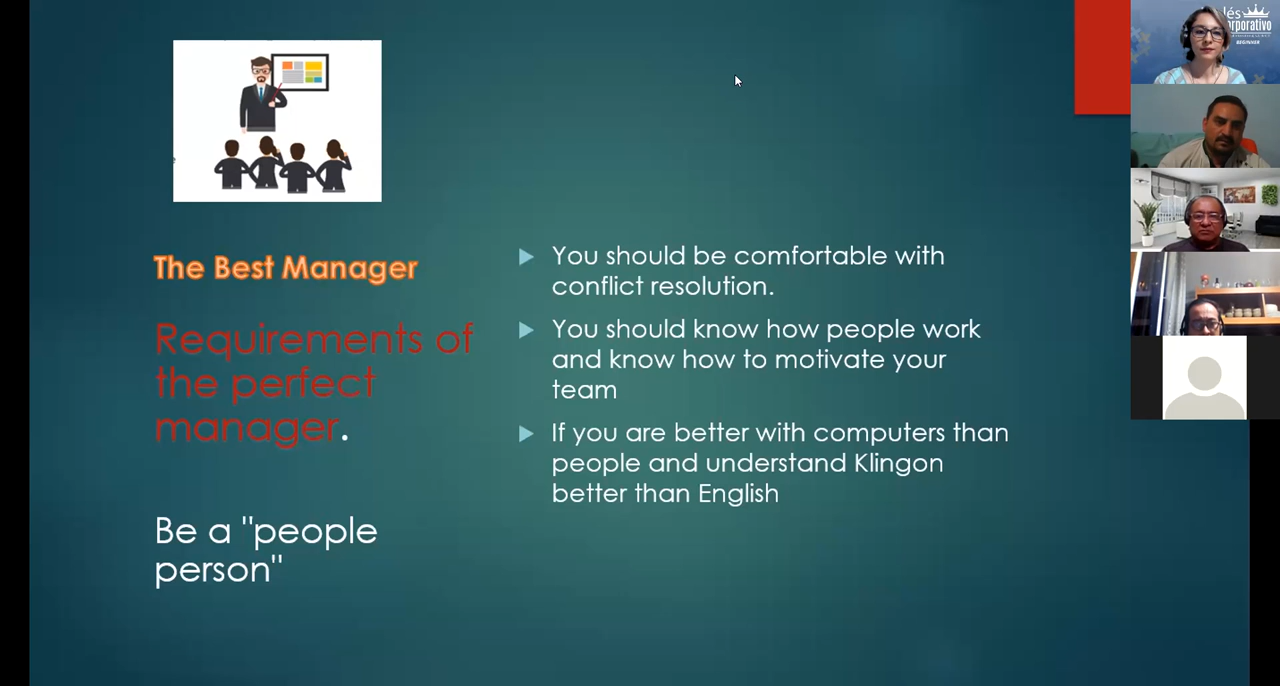 The Best Manager
Requirements of
the perfect
manager.
Be a "people
person"
You should be comfortable with
conflict resolution.
You should know how people work
and know how to motivate your
team
If you are better with computers than
people and understand Klingon
better than English
BEGINNER